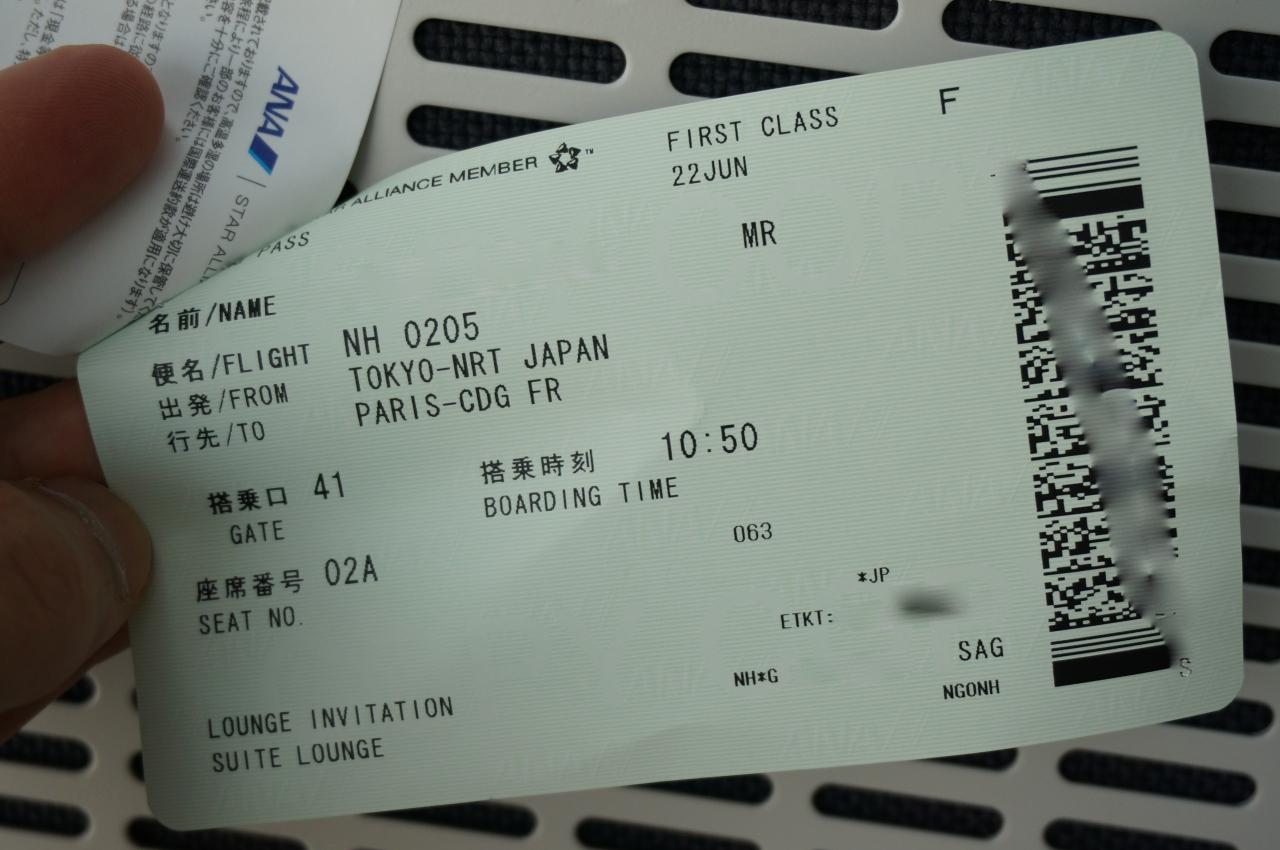 ANA
STAR ALLIANCE MEMBER
FIRST CLASS
F
22JUN
PASS
MR
名前/NAME
便名/FLIGHT NH 0205
出発/FROM TOKYO-NRT JAPAN
行先/TO PARIS-CDG FR
搭乗口 41 搭乗時刻 10:50
GATE BOARDING TIME
063
座席番号 02A
SEAT NO.
*JP
ETKT:
SAG
NH*G
NGONH
S
LOUNGE INVITATION
SUITE LOUNGE